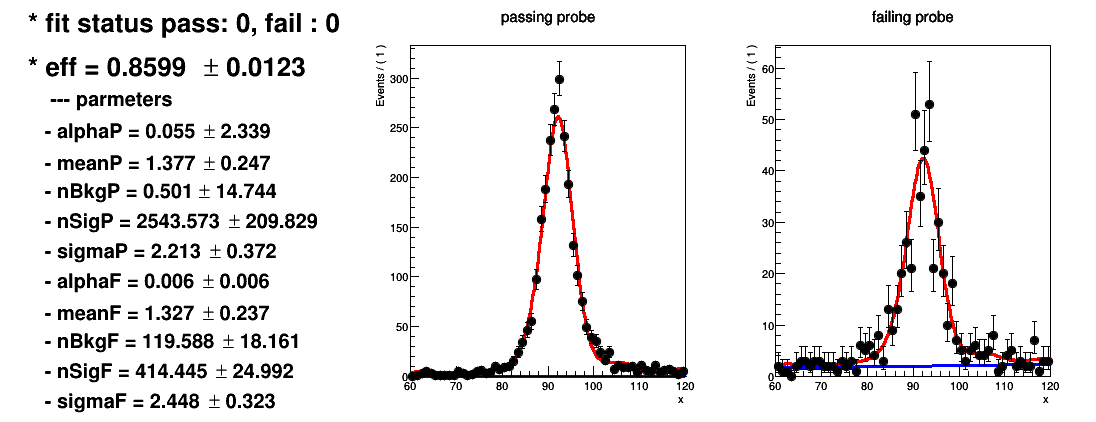 * fit status pass: 0, fail : 0
* eff = 0.8599 ± 0.0123
--- parmeters
- alphaP = 0.055 ± 2.339
- meanP = 1.377 ± 0.247
- nBkgP = 0.501 ± 14.744
- nSigP = 2543.573 ± 209.829
- sigmaP = 2.213 ± 0.372
- alphaF = 0.006 ± 0.006
- meanF = 1.327 ± 0.237
- nBkgF = 119.588 ± 18.161
- nSigF = 414.445 ± 24.992
- sigmaF = 2.448 ± 0.323
passing probe
Events / ( 1 )
300
250
200
150
100
50
0
60 70 80 90 100 110 120
x
failing probe
Events / ( 1 )
60
50
40
30
20
10
0
60 70 80 90 100 110 120
x